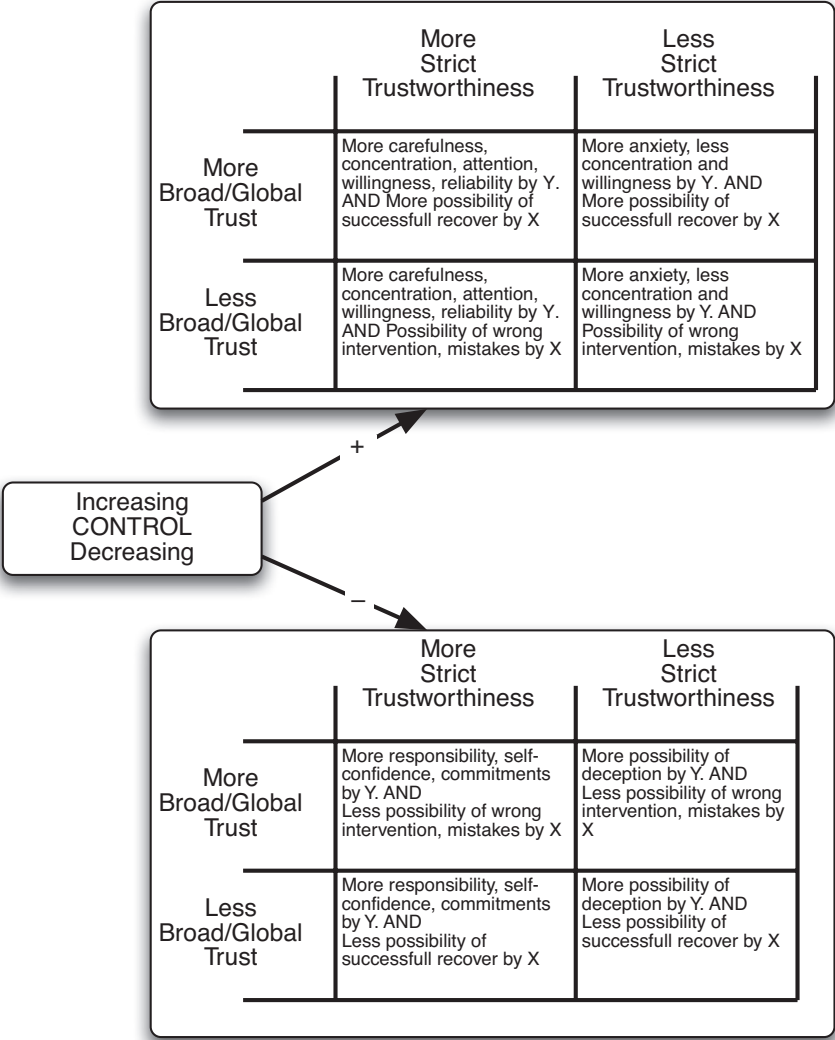 More
Strict
Trustworthiness
Less
Strict
Trustworthiness
More
Broad/Global
Trust
More carefulness,
concentration, attention,
willingness, reliability by Y.
AND More possibility of
successfull recover by X
More anxiety, less
concentration and
willingness by Y. AND
More possibility of
successfull recover by X
Less
Broad/Global
Trust
More carefulness,
concentration, attention,
willingness, reliability by Y.
AND Possibility of wrong
intervention, mistakes by X
More anxiety, less
concentration and
willingness by Y. AND
Possibility of wrong
intervention, mistakes by X
+
Increasing
CONTROL
Decreasing
–
More
Strict
Trustworthiness
Less
Strict
Trustworthiness
More
Broad/Global
Trust
More responsibility, self-
confidence, commitments
by Y. AND
Less possibility of wrong
intervention, mistakes by X
More possibility of
deception by Y. AND
Less possibility of wrong
intervention, mistakes by
X
Less
Broad/Global
Trust
More responsibility, self-
confidence, commitments
by Y. AND
Less possibility of
successfull recover by X
More possibility of
deception by Y. AND
Less possibility of
successfull recover by X